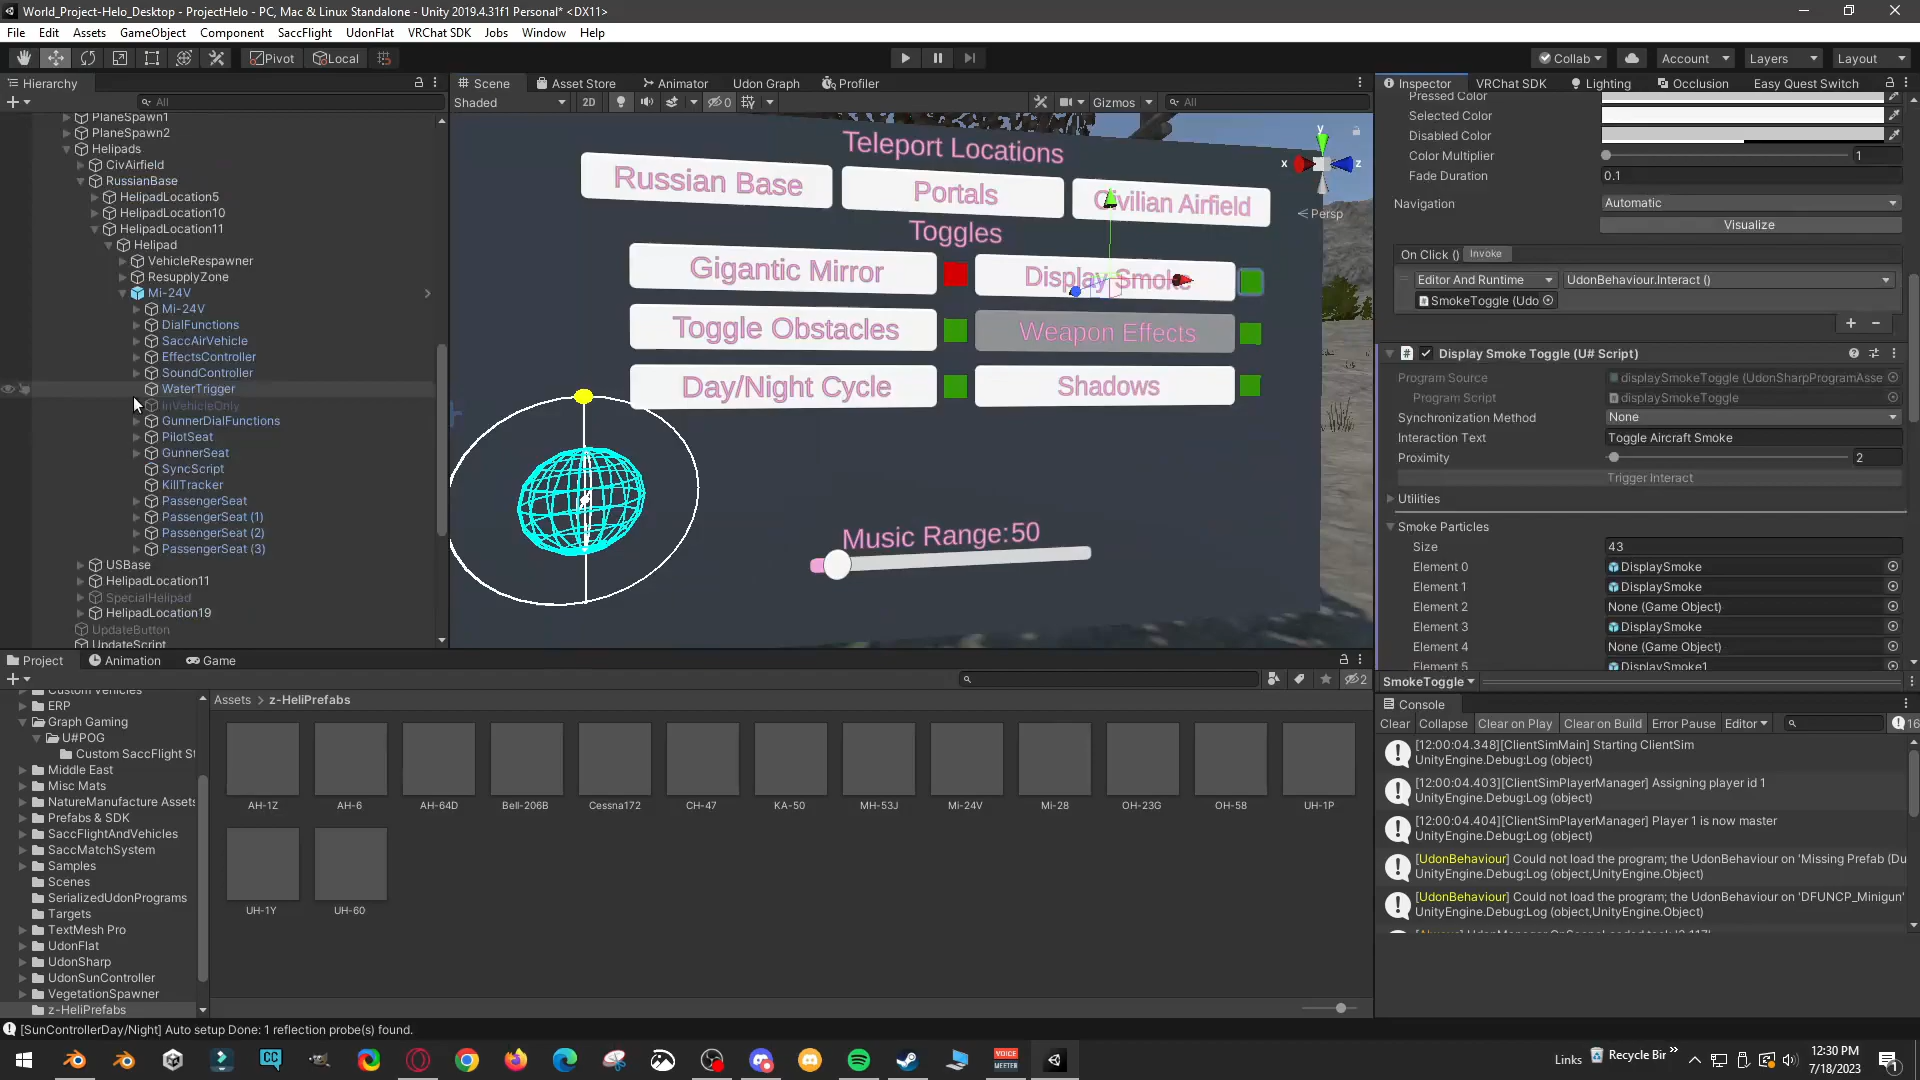 World_Project-Helo_Desktop - ProjectHelo - PC, Mac & Linux Standalone - Unity 2019.4.31f1 Personal* <DX11>
File Edit Assets GameObject Component SaccFlight UdonFlat VRChat SDK Jobs Window Help
Pivot Local Collab Account Layers Layout
Hierarchy
All
PlaneSpawn1
PlaneSpawn2
Helipads
CivAirfield
RussianBase
HelipadLocation5
HelipadLocation10
HelipadLocation11
Helipad
VehicleRespawner
ResupplyZone
Mi-24V
Mi-24V
DialFunctions
SaccAirVehicle
EffectsController
SoundController
WaterTrigger
InVehicleOnly
GunnerDialFunctions
PilotSeat
GunnerSeat
SyncScript
KillTracker
PassengerSeat
PassengerSeat (1)
PassengerSeat (2)
PassengerSeat (3)
USBase
HelipadLocation11
SpecialHelipad
HelipadLocation19
UpdateButton
UpdateScript
Scene Asset Store Animator Udon Graph Profiler
Shaded 2D 0 Gizmos All
Teleport Locations
Russian Base Portals Civilian Airfield
Toggles
Gigantic Mirror Display Smoke
Toggle Obstacles Weapon Effects
Day/Night Cycle Shadows
Music Range:50
y
x z
Persp
Inspector VRChat SDK Lighting Occlusion Easy Quest Switch
Pressed Color
Selected Color
Disabled Color
Color Multiplier 1
Fade Duration 0.1
Navigation Automatic
Visualize
On Click () Invoke
Editor And Runtime UdonBehaviour.Interact ()
SmokeToggle (Udo
Display Smoke Toggle (U# Script)
Program Source displaySmokeToggle (UdonSharpProgramAsse
Program Script displaySmokeToggle
Synchronization Method None
Interaction Text Toggle Aircraft Smoke
Proximity 2
Trigger Interact
Utilities
Smoke Particles
Size 43
Element 0 DisplaySmoke
Element 1 DisplaySmoke
Element 2 None (Game Object)
Element 3 DisplaySmoke
Element 4 None (Game Object)
Element 5 DisplaySmoke1
SmokeToggle
Project Animation Game
2
Custom Vehicles
ERP
Graph Gaming
U#POG
Custom SaccFlight St
Middle East
Misc Mats
NatureManufacture Assets
Prefabs & SDK
SaccFlightAndVehicles
SaccMatchSystem
Samples
Scenes
SerializedUdonPrograms
Targets
TextMesh Pro
UdonFlat
UdonSharp
UdonSunController
VegetationSpawner
z-HeliPrefabs
Assets > z-HeliPrefabs
AH-1Z AH-6 AH-64D Bell-206B Cessna172 CH-47 KA-50 MH-53J Mi-24V Mi-28 OH-23G OH-58 UH-1P
UH-1Y UH-60
Console
Clear Collapse Clear on Play Clear on Build Error Pause Editor 16
[12:00:04.348][ClientSimMain] Starting ClientSim
UnityEngine.Debug:Log (object)
[12:00:04.403][ClientSimPlayerManager] Assigning player id 1
UnityEngine.Debug:Log (object)
[12:00:04.404][ClientSimPlayerManager] Player 1 is now master
UnityEngine.Debug:Log (object)
[UdonBehaviour] Could not load the program; the UdonBehaviour on 'Missing Prefab (Du
UnityEngine.Debug:Log (object,UnityEngine.Object)
[UdonBehaviour] Could not load the program; the UdonBehaviour on 'DFUNCP_Minigun'
UnityEngine.Debug:Log (object,UnityEngine.Object)
[SunControllerDay/Night] Auto setup Done: 1 reflection probe(s) found.
CC VOICE MEETER Links Recycle Bir 12:30 PM
7/18/2023 1